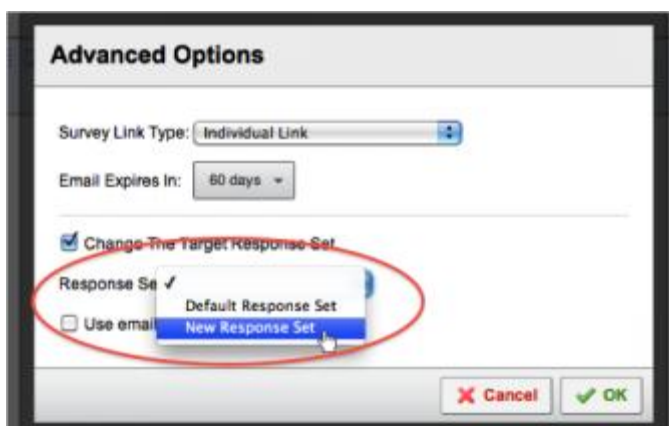 Advanced Options
Survey Link Type: Individual Link
Email Expires In: 60 days
Change The Target Response Set
Response Se ✓
Default Response Set
Use emai New Response Set
Cancel OK